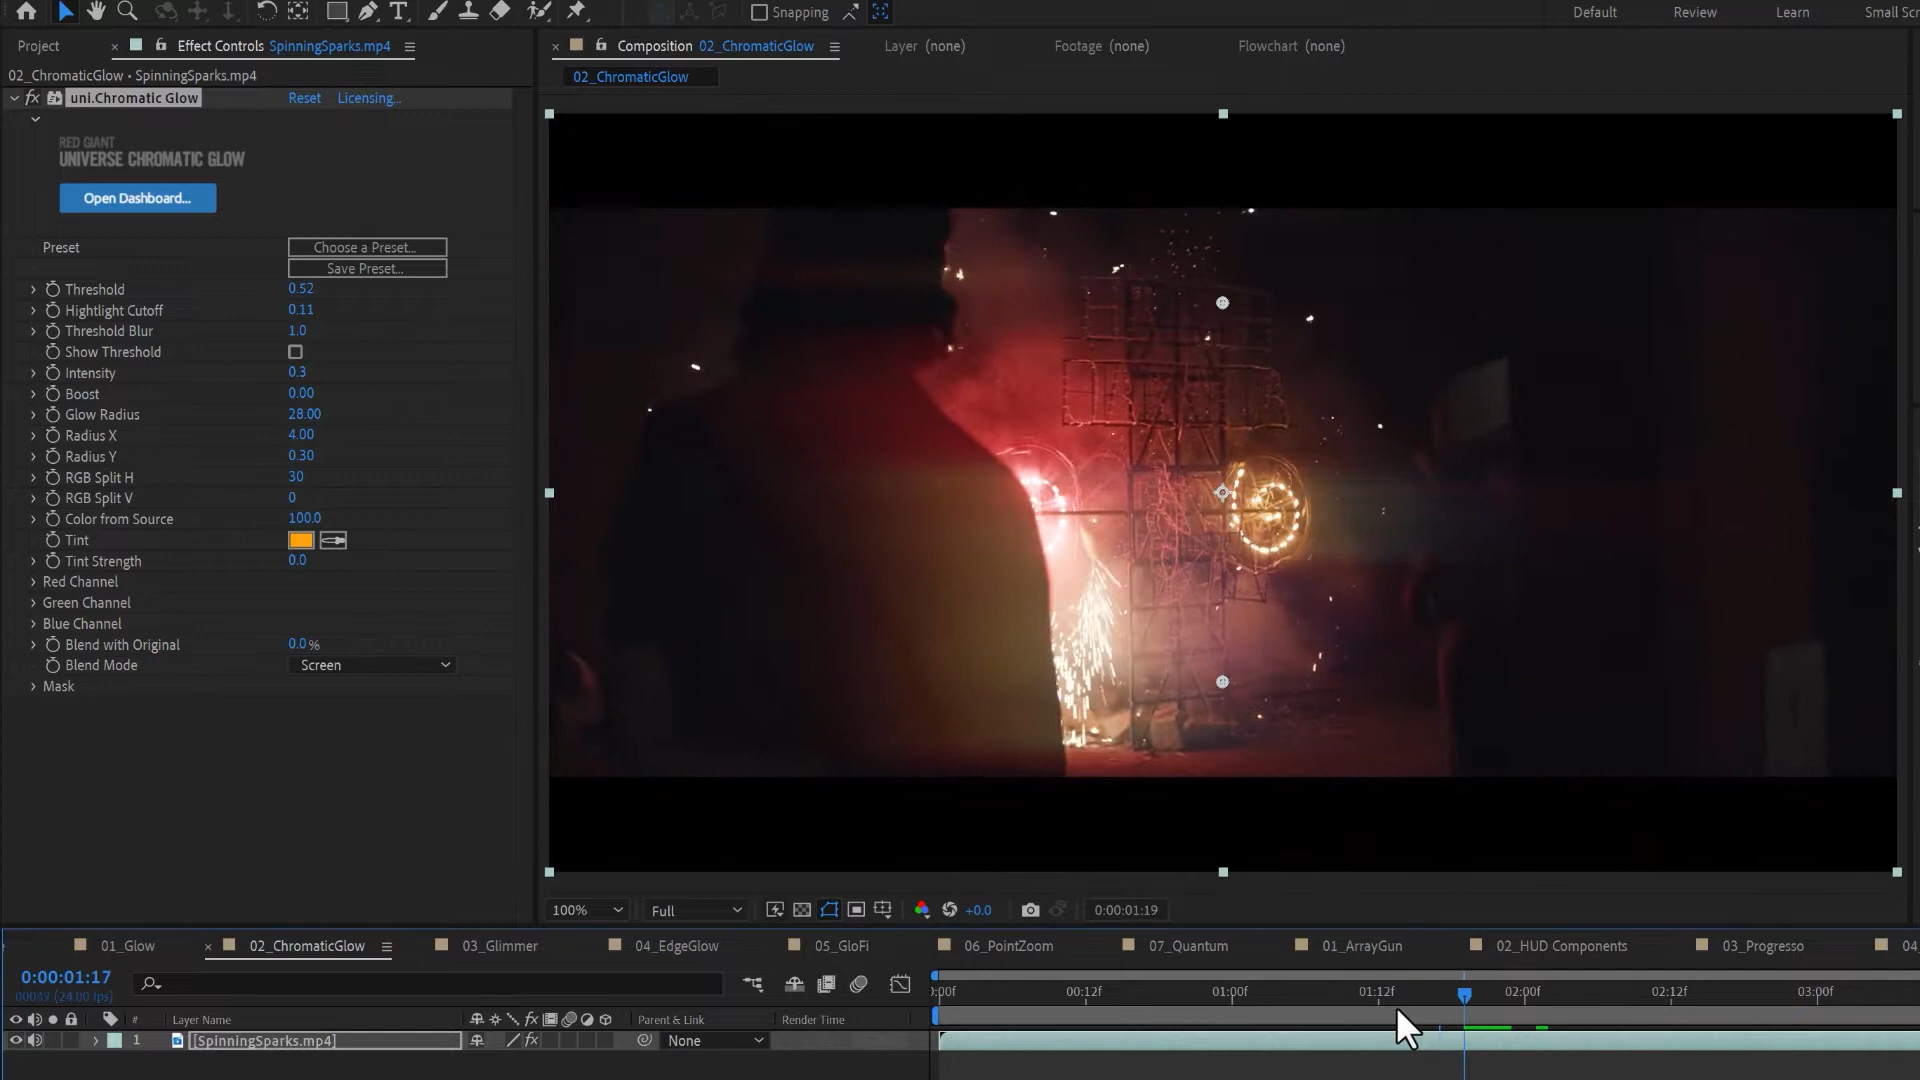 Snapping
Default
Review
Learn
Small Scr
Project
Effect Controls SpinningSparks.mp4
Composition 02_ChromaticGlow
Layer (none)
Footage (none)
Flowchart (none)
02_ChromaticGlow • SpinningSparks.mp4
02_ChromaticGlow
fx uni.Chromatic Glow
Reset
Licensing...
RED GIANT
UNIVERSE CHROMATIC GLOW
Open Dashboard...
Preset
Choose a Preset...
Save Preset...
Threshold 0.52
Hightlight Cutoff 0.11
Threshold Blur 1.0
Show Threshold
Intensity 0.3
Boost 0.00
Glow Radius 28.00
Radius X 4.00
Radius Y 0.30
RGB Split H 30
RGB Split V 0
Color from Source 100.0
Tint
Tint Strength 0.0
Red Channel
Green Channel
Blue Channel
Blend with Original 0.0 %
Blend Mode Screen
Mask
100%
Full
+0.0
0:00:01:19
01_Glow
02_ChromaticGlow
03_Glimmer
04_EdgeGlow
05_GloFi
06_PointZoom
07_Quantum
01_ArrayGun
02_HUD Components
03_Progresso
04
0:00:01:17
(24.00 fps)
:00f
00:12f
01:00f
01:12f
02:00f
02:12f
03:00f
# Layer Name
fx
Parent & Link
Render Time
1 [SpinningSparks.mp4]
fx
None